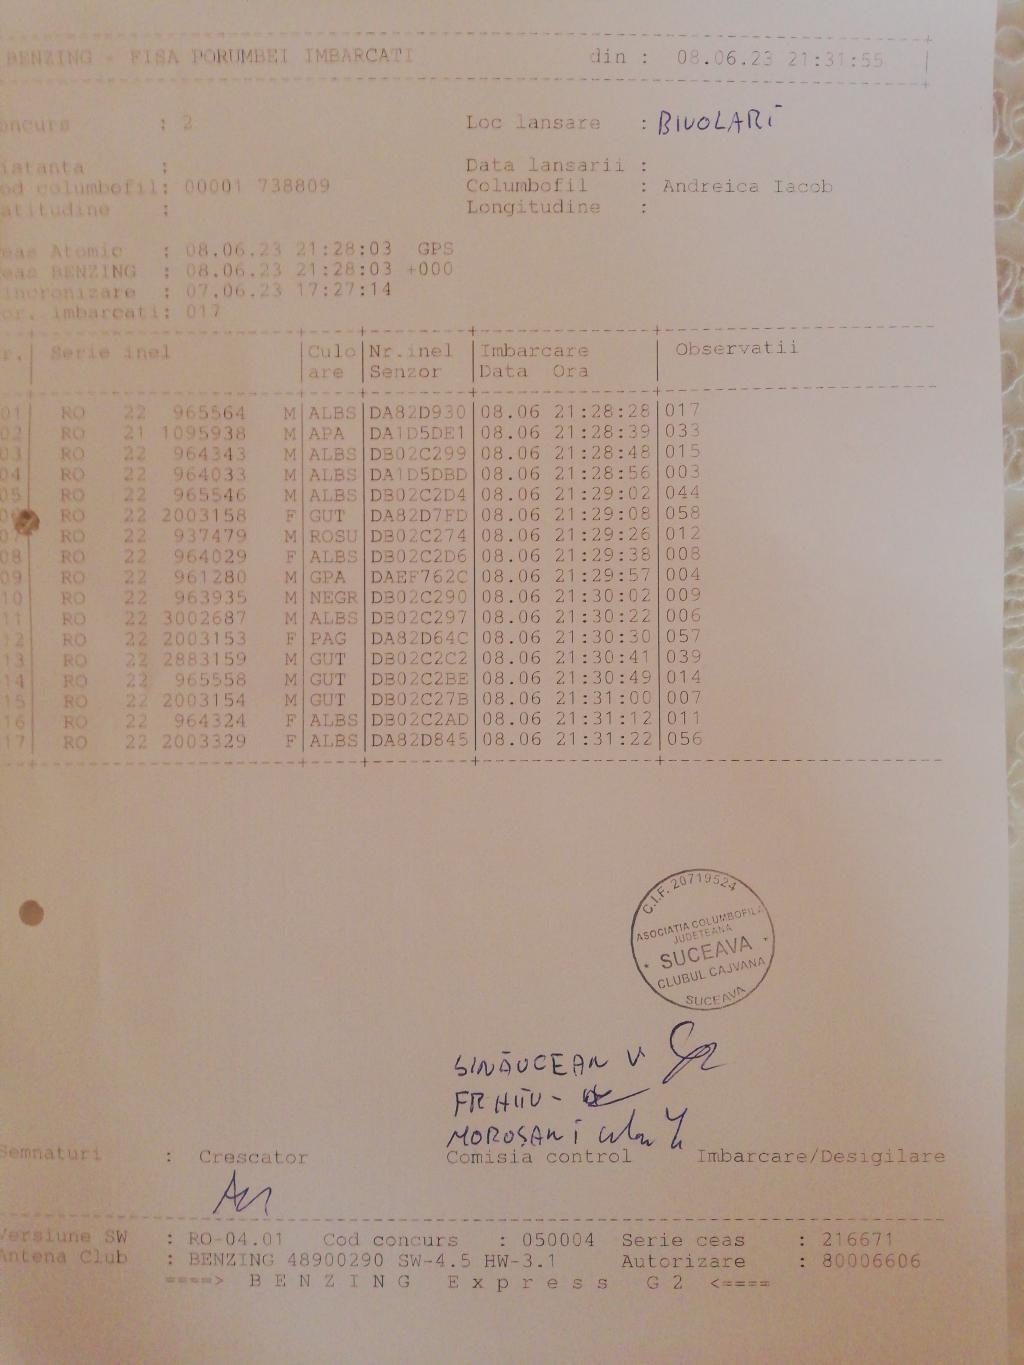 BENZING - FISA PORUMBEI IMBARCATI din : 08.06.23 21:31:55
oncurs : 2 Loc lansare : BIVOLARI
istanta : Data lansarii :
od columbofil: 00001 738809 Columbofil : Andreica Iacob
atitudine : Longitudine :
eas Atomic : 08.06.23 21:28:03 GPS
eas BENZING : 08.06.23 21:28:03 +000
incronizare : 07.06.23 17:27:14
or. imbarcati: 017
r. Serie inel Culo Nr.inel Imbarcare Observatii
are Senzor Data Ora
01 RO 22 965564 M ALBS DA82D930 08.06 21:28:28 017
02 RO 21 1095938 M APA DA1D5DE1 08.06 21:28:39 033
03 RO 22 964343 M ALBS DB02C299 08.06 21:28:48 015
04 RO 22 964033 M ALBS DA1D5DBD 08.06 21:28:56 003
05 RO 22 965546 M ALBS DB02C2D4 08.06 21:29:02 044
06 RO 22 2003158 F GUT DA82D7FD 08.06 21:29:08 058
07 RO 22 937479 M ROSU DB02C274 08.06 21:29:26 012
08 RO 22 964029 F ALBS DB02C2D6 08.06 21:29:38 008
09 RO 22 961280 M GPA DAEF762C 08.06 21:29:57 004
10 RO 22 963935 M NEGR DB02C290 08.06 21:30:02 009
11 RO 22 3002687 M ALBS DB02C297 08.06 21:30:22 006
12 RO 22 2003153 F PAG DA82D64C 08.06 21:30:30 057
13 RO 22 2883159 M GUT DB02C2C2 08.06 21:30:41 039
14 RO 22 965558 M GUT DB02C2BE 08.06 21:30:49 014
15 RO 22 2003154 M GUT DB02C27B 08.06 21:31:00 007
16 RO 22 964324 F ALBS DB02C2AD 08.06 21:31:12 011
17 RO 22 2003329 F ALBS DA82D845 08.06 21:31:22 056
C.I.F. 20719524
ASOCIATIA COLUMBOFILA
JUDETEANA
SUCEAVA
CLUBUL CAJVANA
SUCEAVA
SINĂUCEAN V
MOROȘAN I
Semnaturi : Crescator Comisia control Imbarcare/Desigilare
Versiune SW : RO-04.01 Cod concurs : 050004 Serie ceas : 216671
Antena Club : BENZING 48900290 SW-4.5 HW-3.1 Autorizare : 80006606
====> B E N Z I N G E x p r e s s G 2 <====